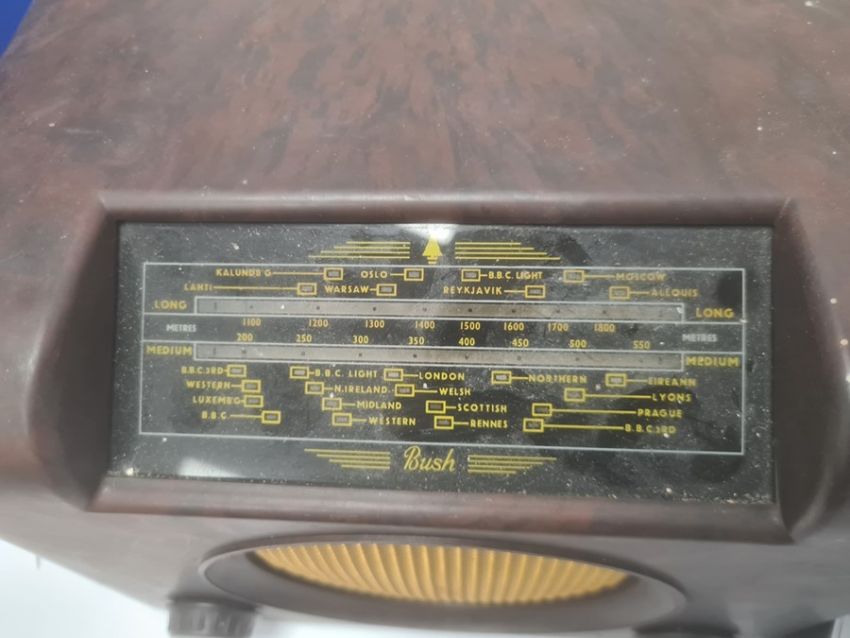 KALUNDB G OSLO B.B.C. LIGHT MOSCOW
LAHTI WARSAW REYKJAVIK ALLOUIS
LONG LONG
METRES 1100 1200 1300 1400 1500 1600 1700 1800 METRES
200 250 300 350 400 450 500 550
MEDIUM MEDIUM
B.B.C.3RD B.B.C. LIGHT LONDON NORTHERN EIREANN
WESTERN N.IRELAND WELSH LYONS
LUXEMB'G MIDLAND SCOTTISH PRAGUE
B.B.C. WESTERN RENNES B.B.C.3RD
Bush